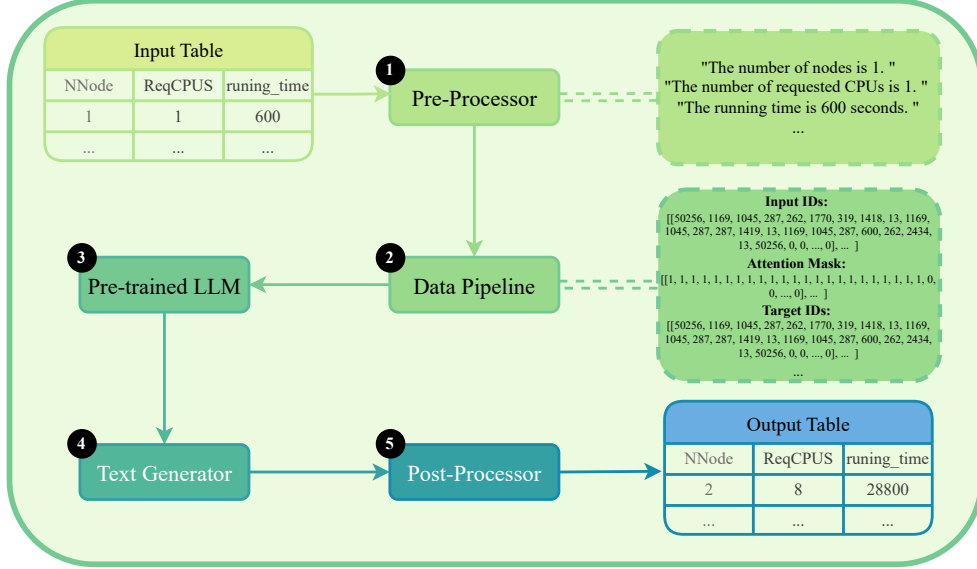 Input Table
NNode ReqCPUS runing_time
1 1 600
... ... ...
1
Pre-Processor
"The number of nodes is 1. "
"The number of requested CPUs is 1. "
"The running time is 600 seconds. "
...
3
Pre-trained LLM
2
Data Pipeline
Input IDs:
[[50256, 1169, 1045, 287, 262, 1770, 319, 1418, 13, 1169,
1045, 287, 287, 1419, 13, 1169, 1045, 287, 600, 262, 2434,
13, 50256, 0, 0, ..., 0], ... ]
Attention Mask:
[[1, 1, 1, 1, 1, 1, 1, 1, 1, 1, 1, 1, 1, 1, 1, 1, 1, 1, 1, 1, 1, 1, 1, 0,
0, ..., 0], ... ]
Target IDs:
[[50256, 1169, 1045, 287, 262, 1770, 319, 1418, 13, 1169,
1045, 287, 287, 1419, 13, 1169, 1045, 287, 600, 262, 2434,
13, 50256, 0, 0, ..., 0], ... ]
...
4
Text Generator
5
Post-Processor
Output Table
NNode ReqCPUS runing_time
2 8 28800
... ... ...